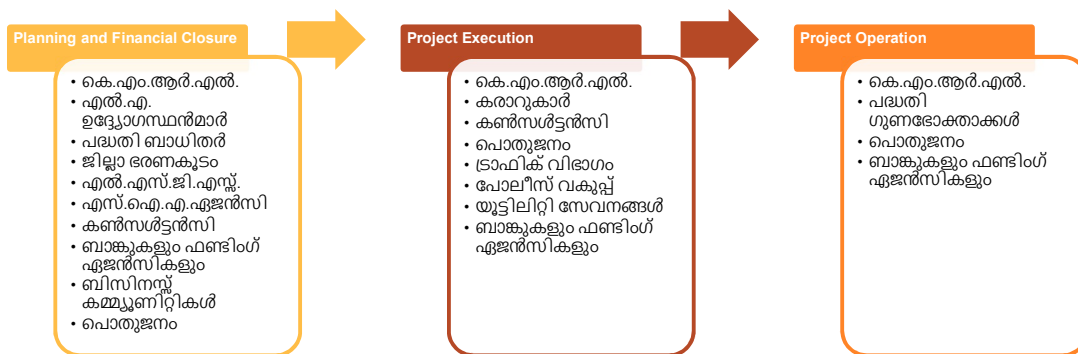 Planning and Financial Closure
• കെ.എം.ആർ.എൽ.
• എൽ.എ.
ഉദ്യോഗസ്ഥൻമാർ
• പദ്ധതി ബാധിതർ
• ജില്ലാ ഭരണകൂടം
• എൽ.എസ്.ജി.എസ്സ്.
• എസ്.ഐ.എ.ഏജൻസി
• കൺസൾട്ടൻസി
• ബാങ്കുകളും ഫണ്ടിംഗ്
ഏജൻസികളും
• ബിസിനസ്സ്
കമ്മ്യൂണിറ്റികൾ
• പൊതുജനം
Project Execution
• കെ.എം.ആർ.എൽ.
• കരാറുകാർ
• കൺസൾട്ടൻസി
• പൊതുജനം
• ട്രാഫിക് വിഭാഗം
• പോലീസ് വകുപ്പ്
• യൂട്ടിലിറ്റി സേവനങ്ങൾ
• ബാങ്കുകളും ഫണ്ടിംഗ്
ഏജൻസികളും
Project Operation
• കെ.എം.ആർ.എൽ.
• പദ്ധതി
ഗുണഭോക്താക്കൾ
• പൊതുജനം
• ബാങ്കുകളും ഫണ്ടിംഗ്
ഏജൻസികളും